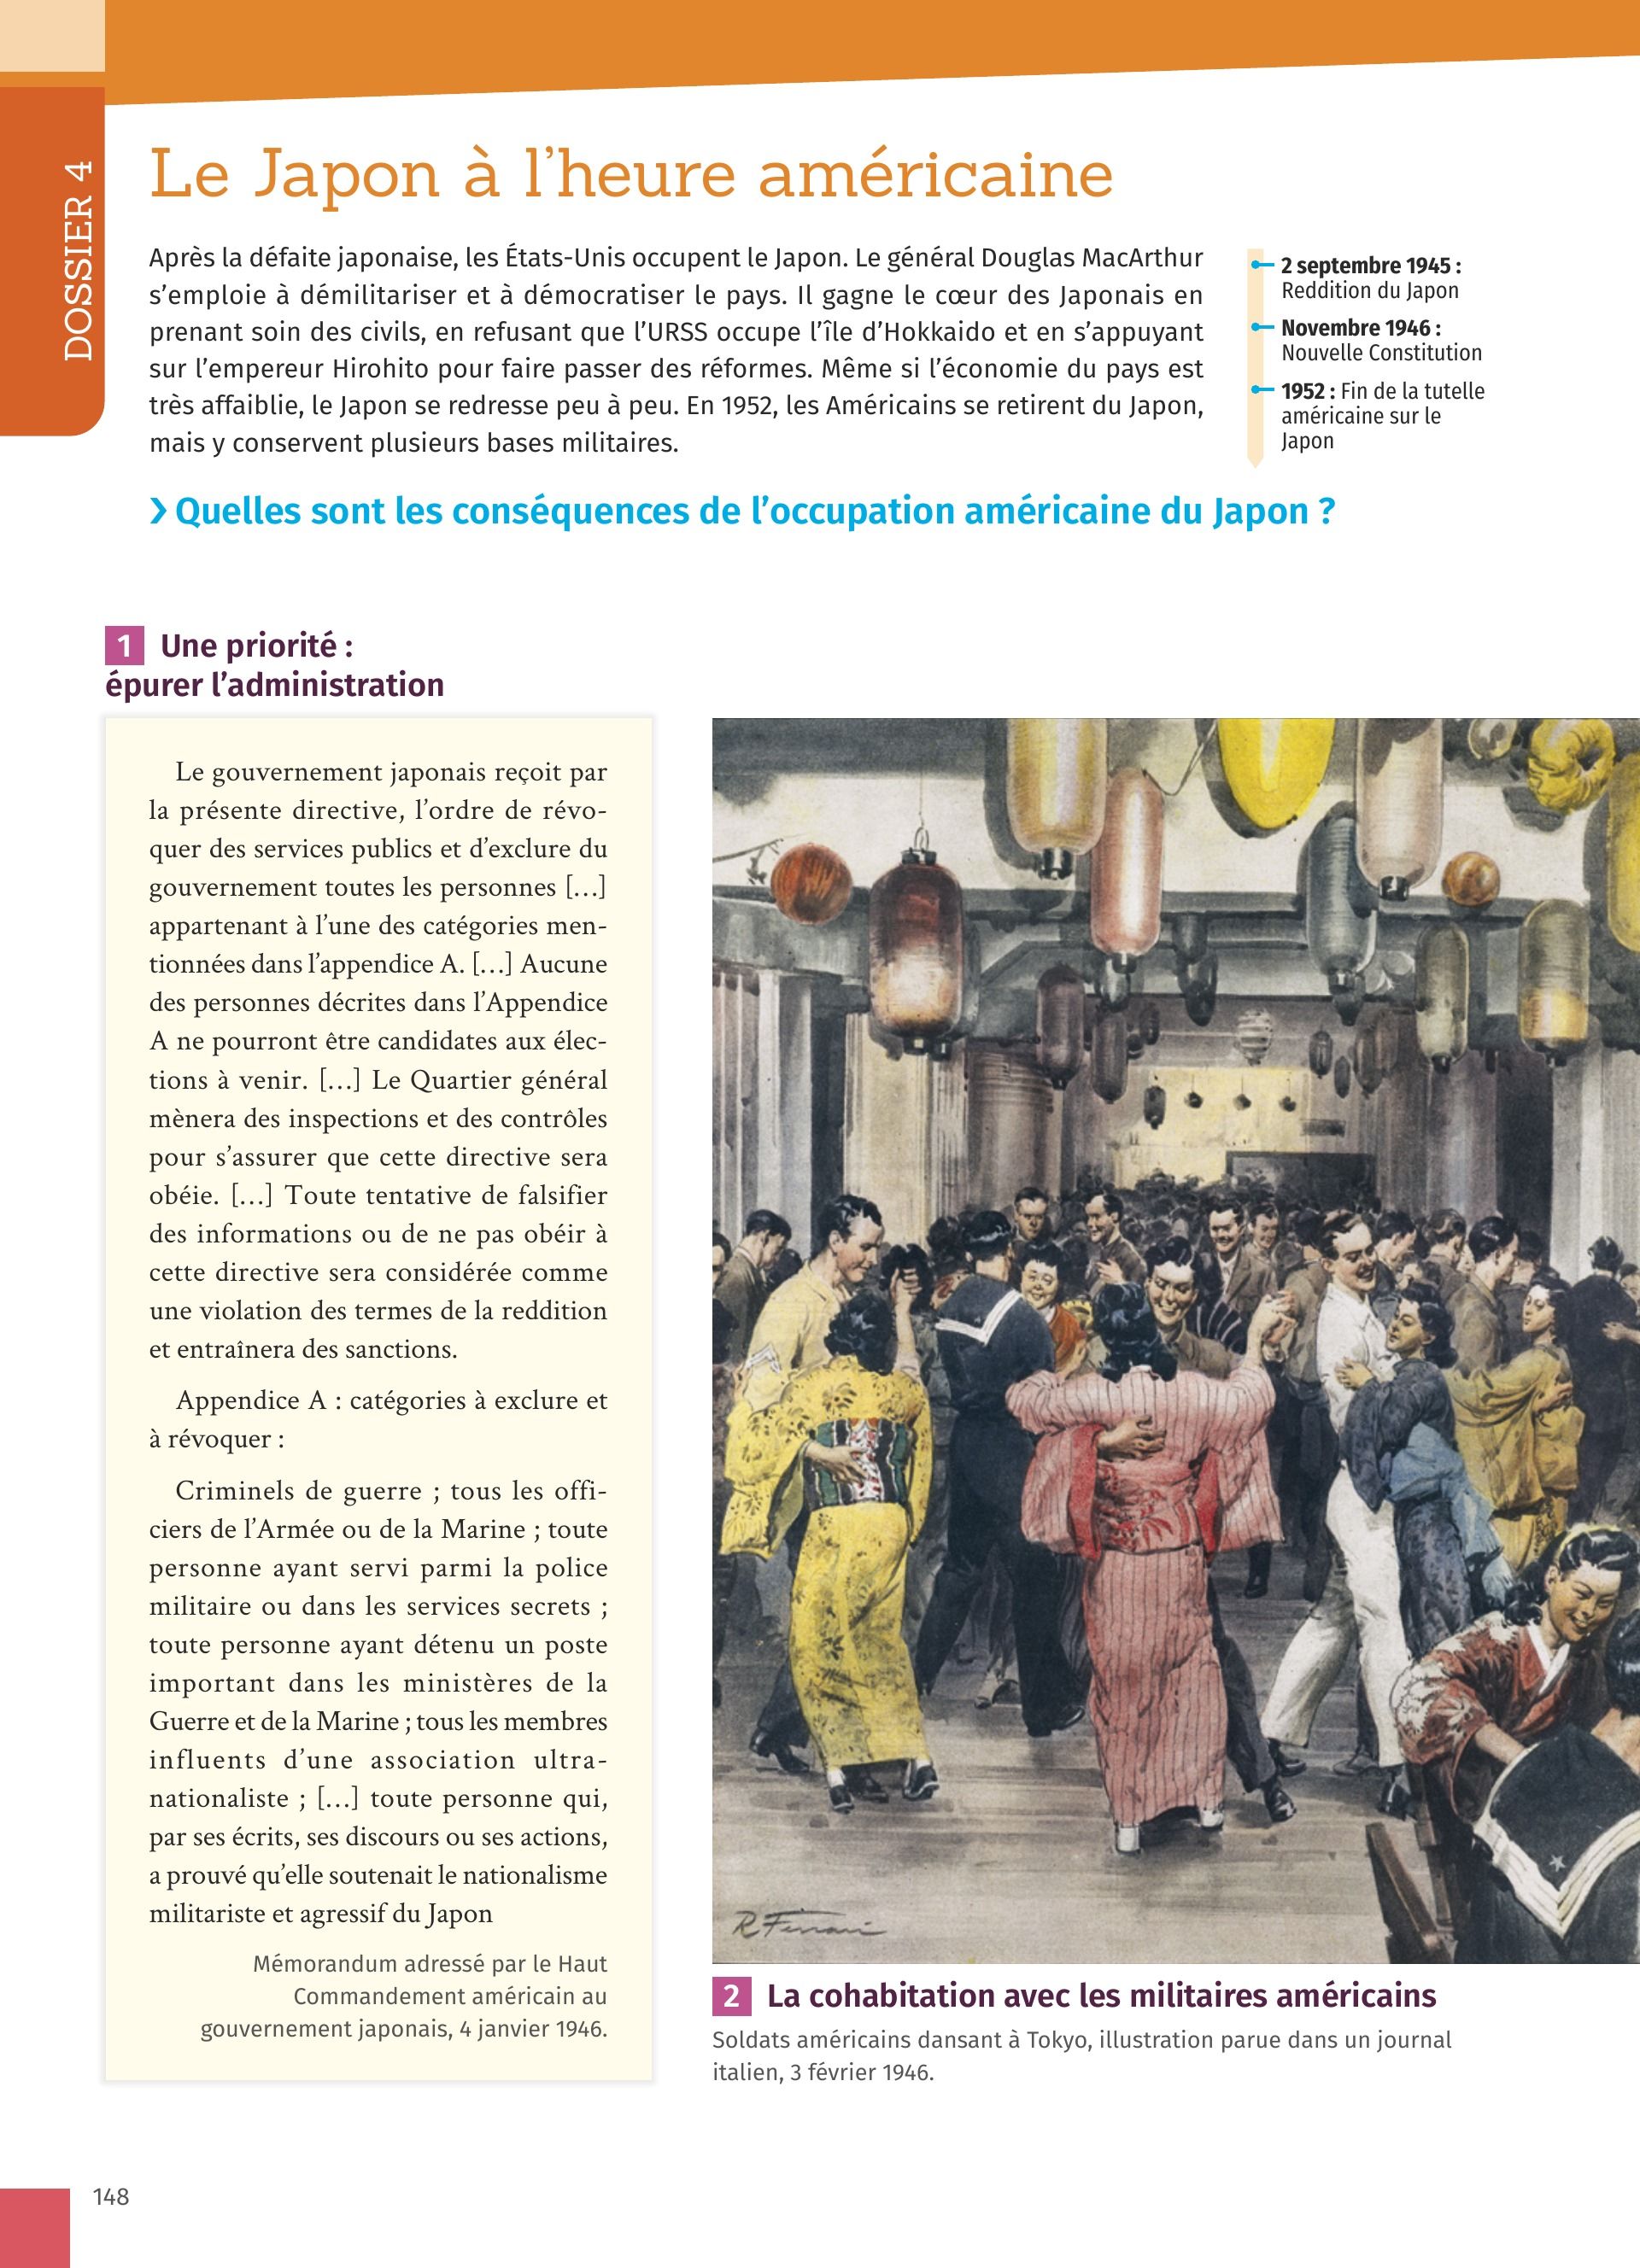 DOSSIER 4
Le Japon à l’heure américaine
Après la défaite japonaise, les États-Unis occupent le Japon. Le général Douglas MacArthur
s’emploie à démilitariser et à démocratiser le pays. Il gagne le cœur des Japonais en
prenant soin des civils, en refusant que l’URSS occupe l’île d’Hokkaido et en s’appuyant
sur l’empereur Hirohito pour faire passer des réformes. Même si l’économie du pays est
très affaiblie, le Japon se redresse peu à peu. En 1952, les Américains se retirent du Japon,
mais y conservent plusieurs bases militaires.
2 septembre 1945 :
Reddition du Japon
Novembre 1946 :
Nouvelle Constitution
1952 : Fin de la tutelle
américaine sur le
Japon
› Quelles sont les conséquences de l’occupation américaine du Japon ?
1 Une priorité :
épurer l’administration
Le gouvernement japonais reçoit par
la présente directive, l’ordre de révo-
quer des services publics et d’exclure du
gouvernement toutes les personnes […]
appartenant à l’une des catégories men-
tionnées dans l’appendice A. […] Aucune
des personnes décrites dans l’Appendice
A ne pourront être candidates aux élec-
tions à venir. […] Le Quartier général
mènera des inspections et des contrôles
pour s’assurer que cette directive sera
obéie. […] Toute tentative de falsifier
des informations ou de ne pas obéir à
cette directive sera considérée comme
une violation des termes de la reddition
et entraînera des sanctions.
Appendice A : catégories à exclure et
à révoquer :
Criminels de guerre ; tous les offi-
ciers de l’Armée ou de la Marine ; toute
personne ayant servi parmi la police
militaire ou dans les services secrets ;
toute personne ayant détenu un poste
important dans les ministères de la
Guerre et de la Marine ; tous les membres
influents d’une association ultra-
nationaliste ; […] toute personne qui,
par ses écrits, ses discours ou ses actions,
a prouvé qu’elle soutenait le nationalisme
militariste et agressif du Japon
Mémorandum adressé par le Haut
Commandement américain au
gouvernement japonais, 4 janvier 1946.
2 La cohabitation avec les militaires américains
Soldats américains dansant à Tokyo, illustration parue dans un journal
italien, 3 février 1946.
148